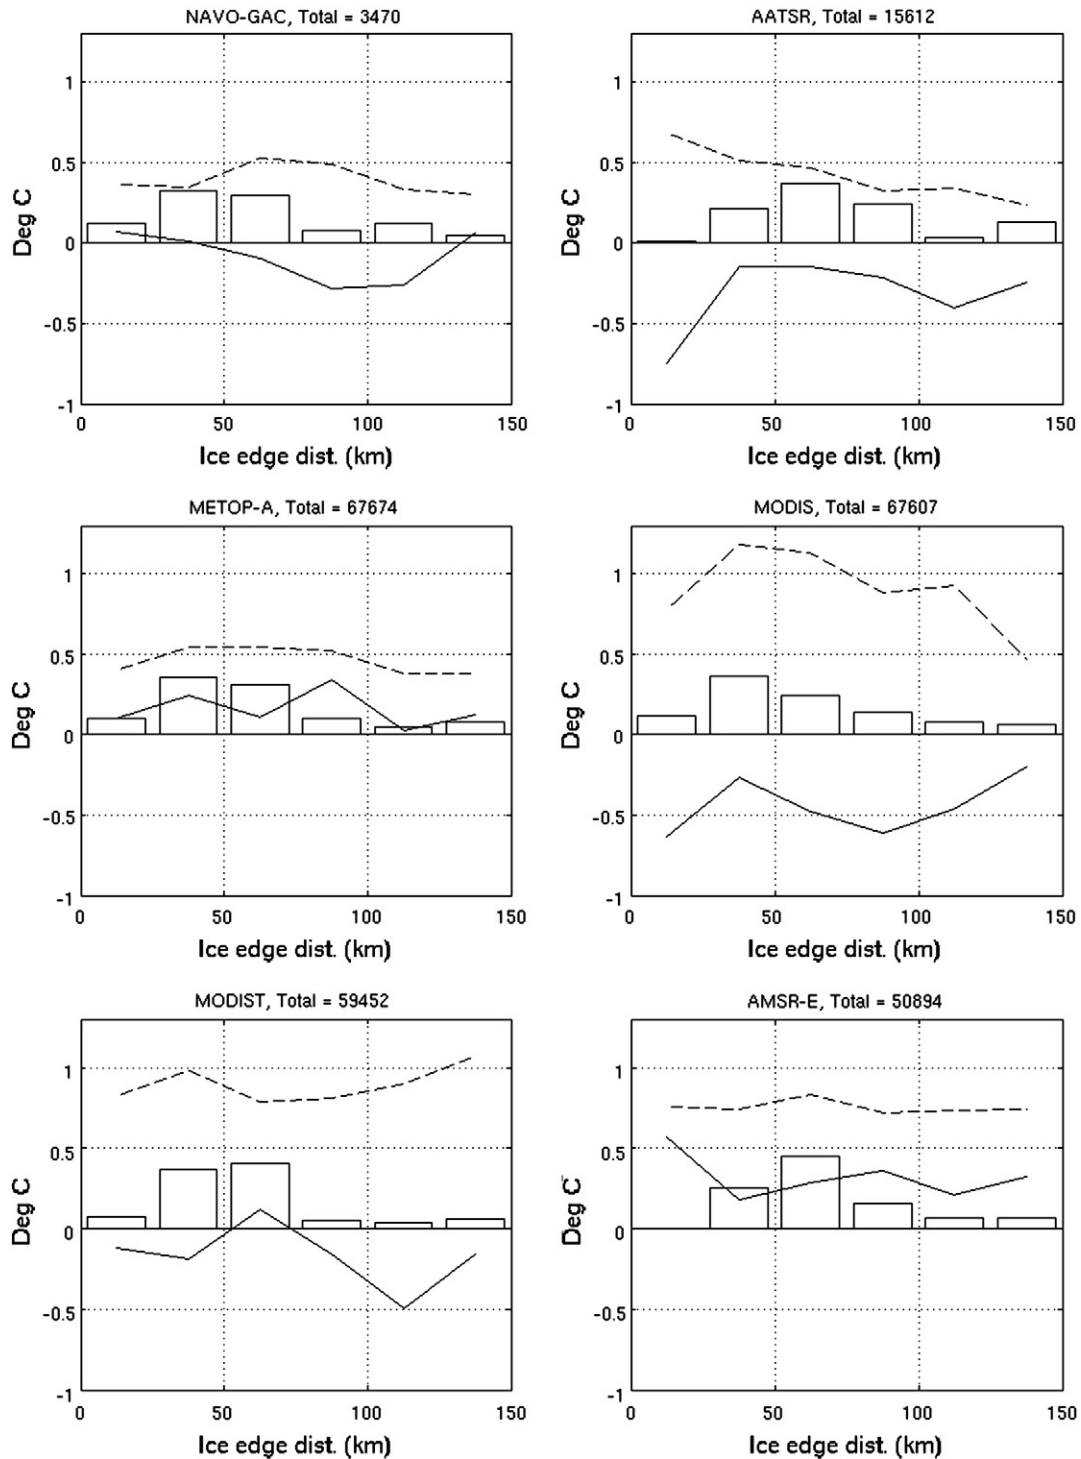 NAVO-GAC, Total = 3470
1
0.5
0
-0.5
-1
Deg C
0 50 100 150
Ice edge dist. (km)
AATSR, Total = 15612
1
0.5
0
-0.5
-1
Deg C
0 50 100 150
Ice edge dist. (km)
METOP-A, Total = 67674
1
0.5
0
-0.5
-1
Deg C
0 50 100 150
Ice edge dist. (km)
MODIS, Total = 67607
1
0.5
0
-0.5
-1
Deg C
0 50 100 150
Ice edge dist. (km)
MODIST, Total = 59452
1
0.5
0
-0.5
-1
Deg C
0 50 100 150
Ice edge dist. (km)
AMSR-E, Total = 50894
1
0.5
0
-0.5
-1
Deg C
0 50 100 150
Ice edge dist. (km)